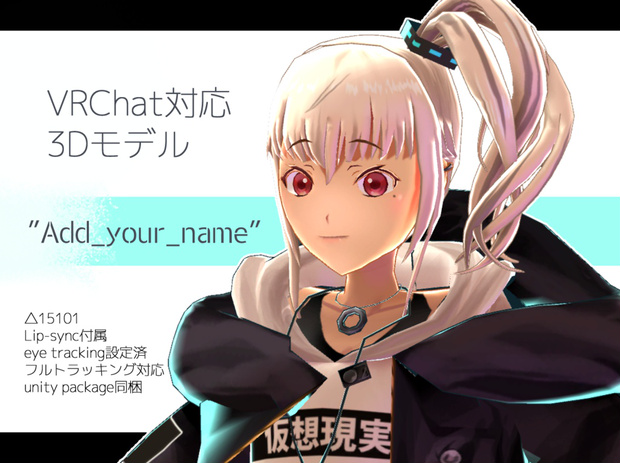 VRChat対応
3Dモデル
"Add_your_name"
△15101
Lip-sync付属
eye tracking設定済
フルトラッキング対応
unity package同梱
仮想現実